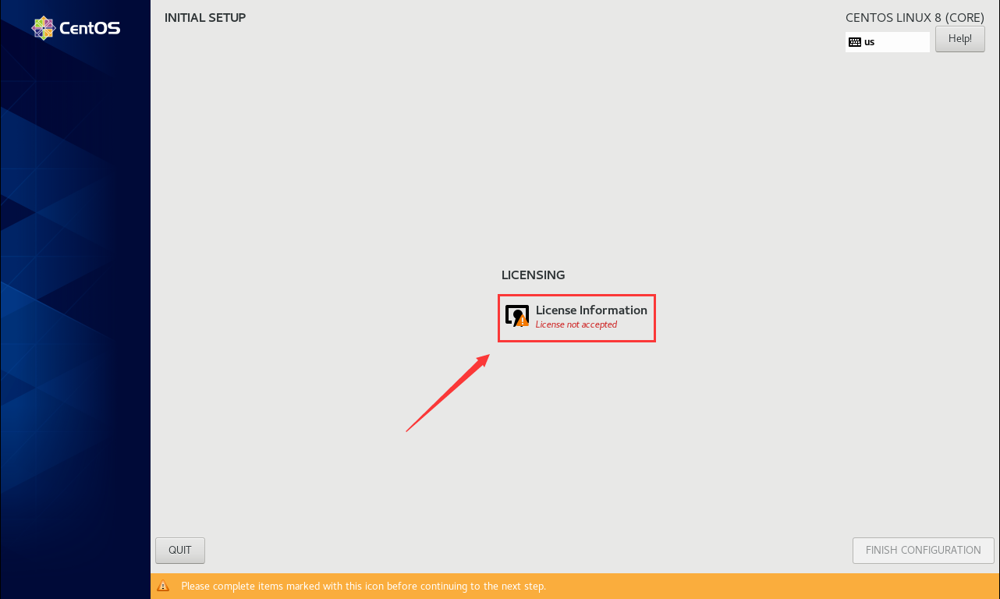 CentOS
INITIAL SETUP
CENTOS LINUX 8 (CORE)
us
Help!
LICENSING
License Information
License not accepted
QUIT
FINISH CONFIGURATION
Please complete items marked with this icon before continuing to the next step.